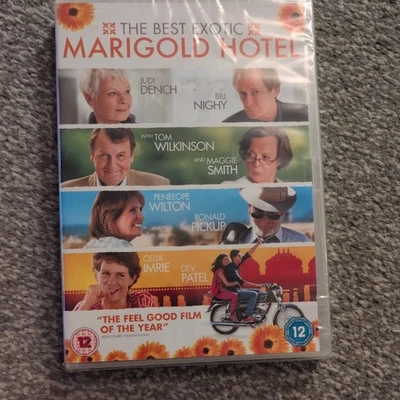 THE BEST EXOTIC
MARIGOLD HOTEL
JUDI
DENCH
BILL
NIGHY
WITH TOM
WILKINSON
AND MAGGIE
SMITH
PENELOPE
WILTON
RONALD
PICKUP
CELIA
IMRIE
DEV
PATEL
"THE FEEL GOOD FILM
OF THE YEAR"
12
12